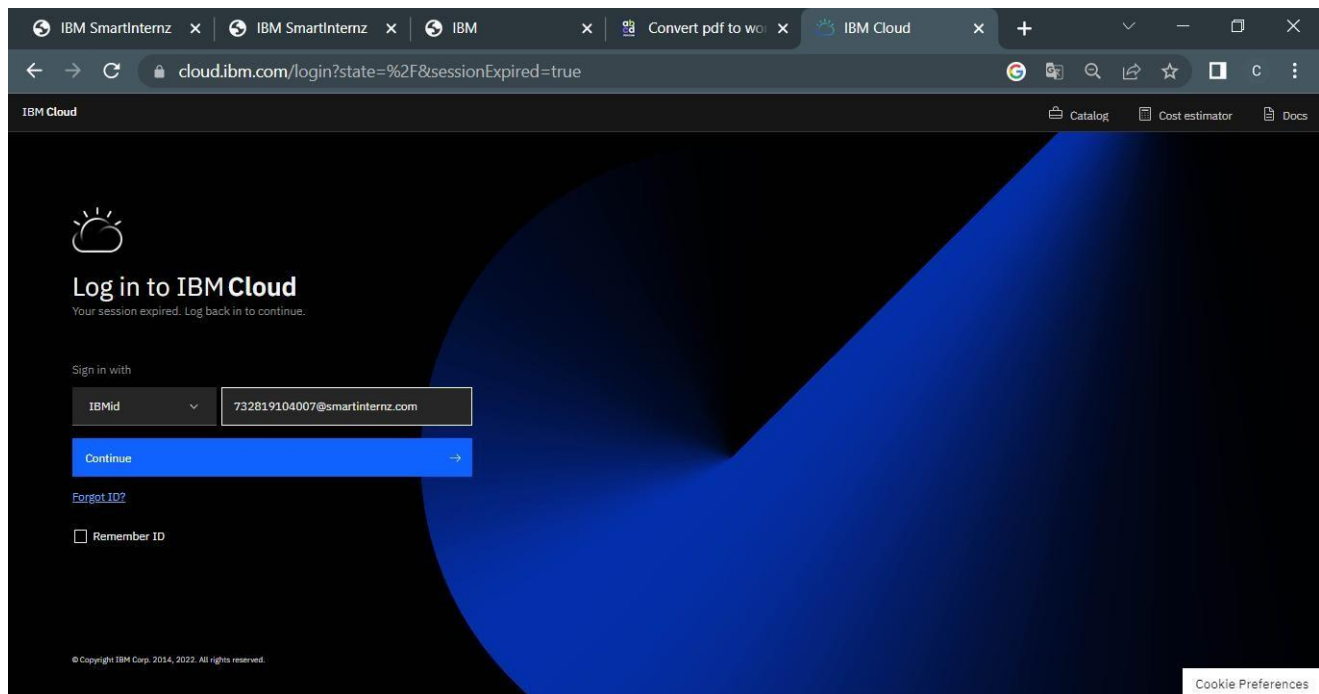 IBM SmartInternz
IBM SmartInternz
IBM
Convert pdf to wo
IBM Cloud
cloud.ibm.com/login?state=%2F&sessionExpired=true
C
IBM Cloud
Catalog
Cost estimator
Docs
Log in to IBM Cloud
Your session expired. Log back in to continue.
Sign in with
IBMid
732819104007@smartinternz.com
Continue
Forgot ID?
Remember ID
© Copyright IBM Corp. 2014, 2022. All rights reserved.
Cookie Preferences